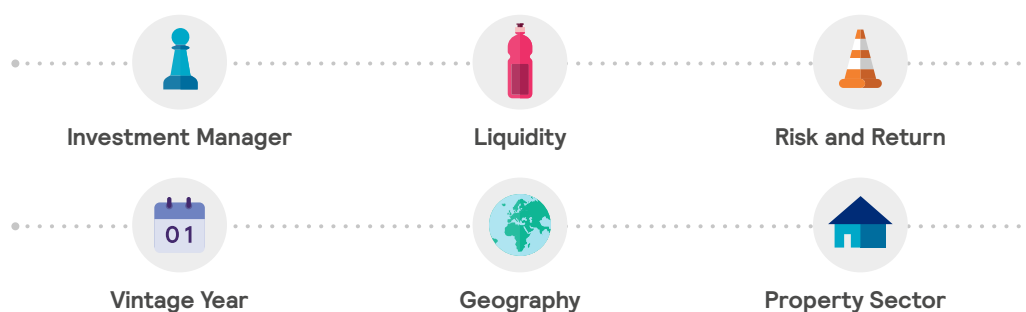 Investment Manager
Liquidity
Risk and Return
01
Vintage Year
Geography
Property Sector